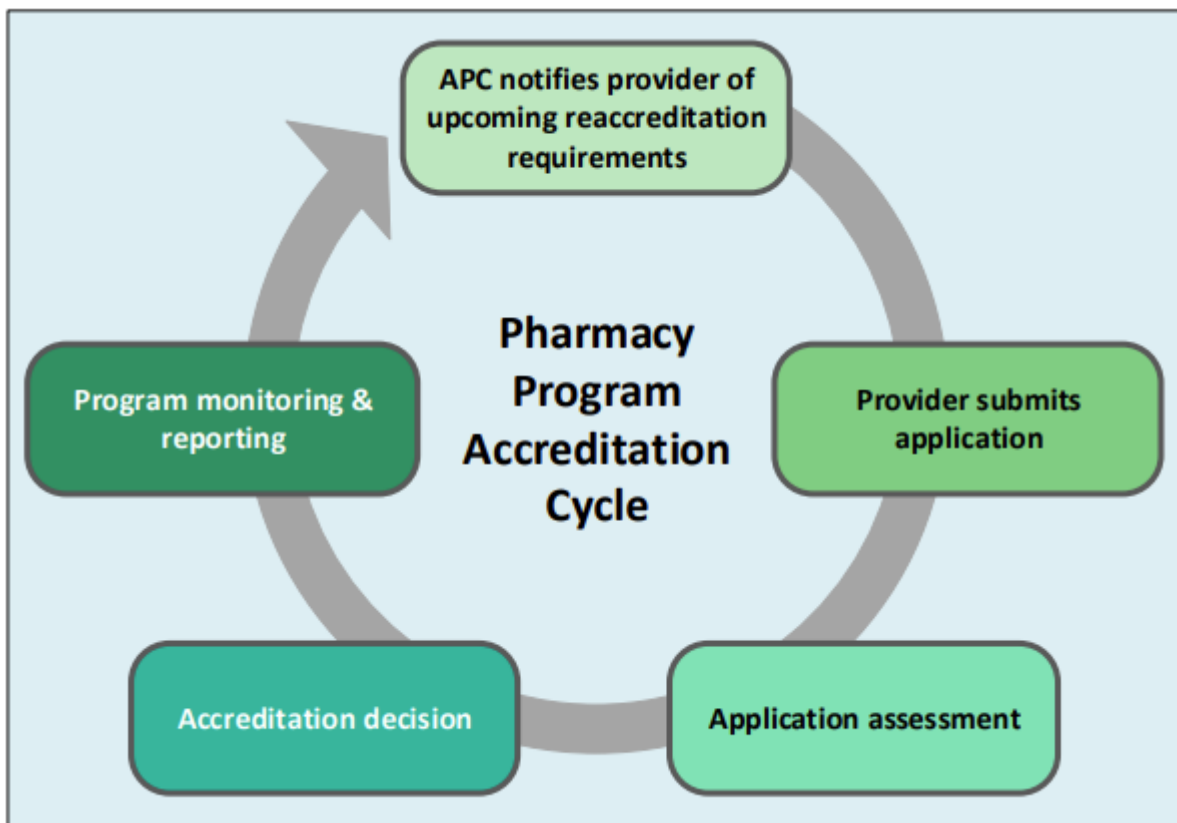 APC notifies provider of
upcoming reaccreditation
requirements
Pharmacy
Program
Accreditation
Cycle
Provider submits
application
Application assessment
Accreditation decision
Program monitoring &
reporting